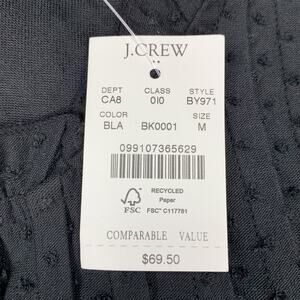 J.CREW
DEPT CLASS STYLE
CA8 0I0 BY971
COLOR SIZE
BLA BK0001 M
099107365629
RECYCLED
Paper
FSC FSC® C117781
COMPARABLE VALUE
$69.50